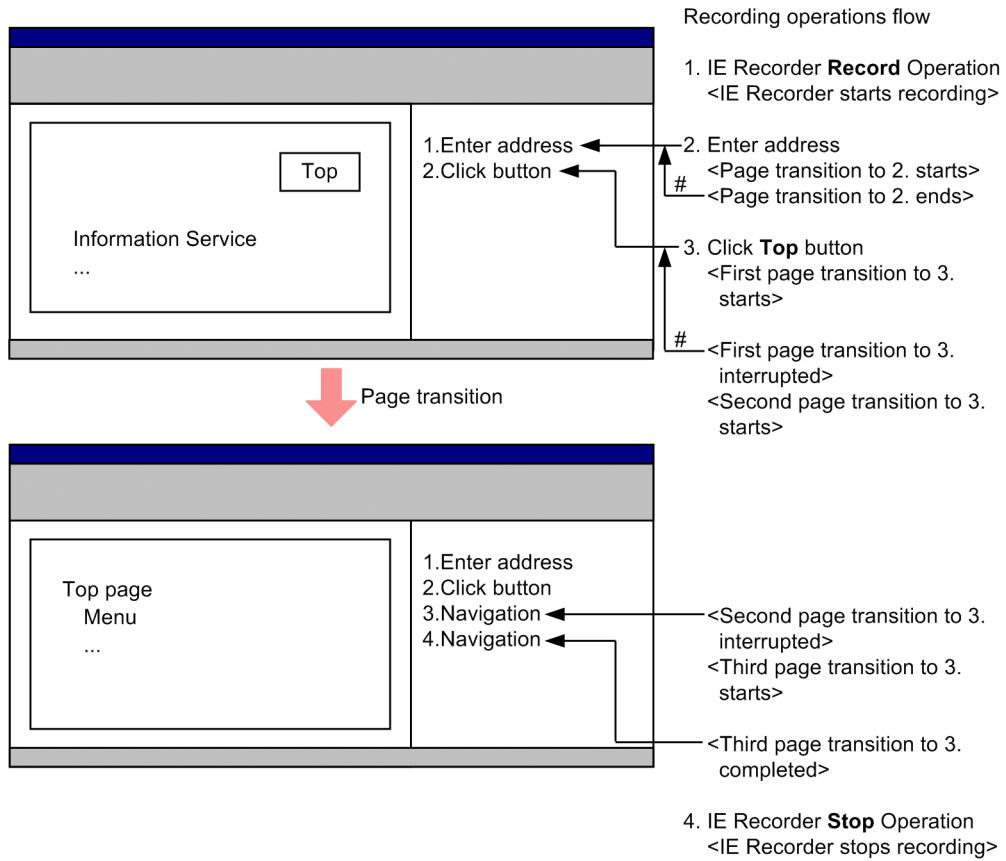 Recording operations flow
1. IE Recorder Record Operation
<IE Recorder starts recording>
Top
Information Service
...
1.Enter address
2.Click button
2. Enter address
<Page transition to 2. starts>
#
<Page transition to 2. ends>
3. Click Top button
<First page transition to 3.
starts>
#
<First page transition to 3.
interrupted>
<Second page transition to 3.
starts>
Page transition
Top page
Menu
...
1.Enter address
2.Click button
3.Navigation
4.Navigation
<Second page transition to 3.
interrupted>
<Third page transition to 3.
starts>
<Third page transition to 3.
completed>
4. IE Recorder Stop Operation
<IE Recorder stops recording>